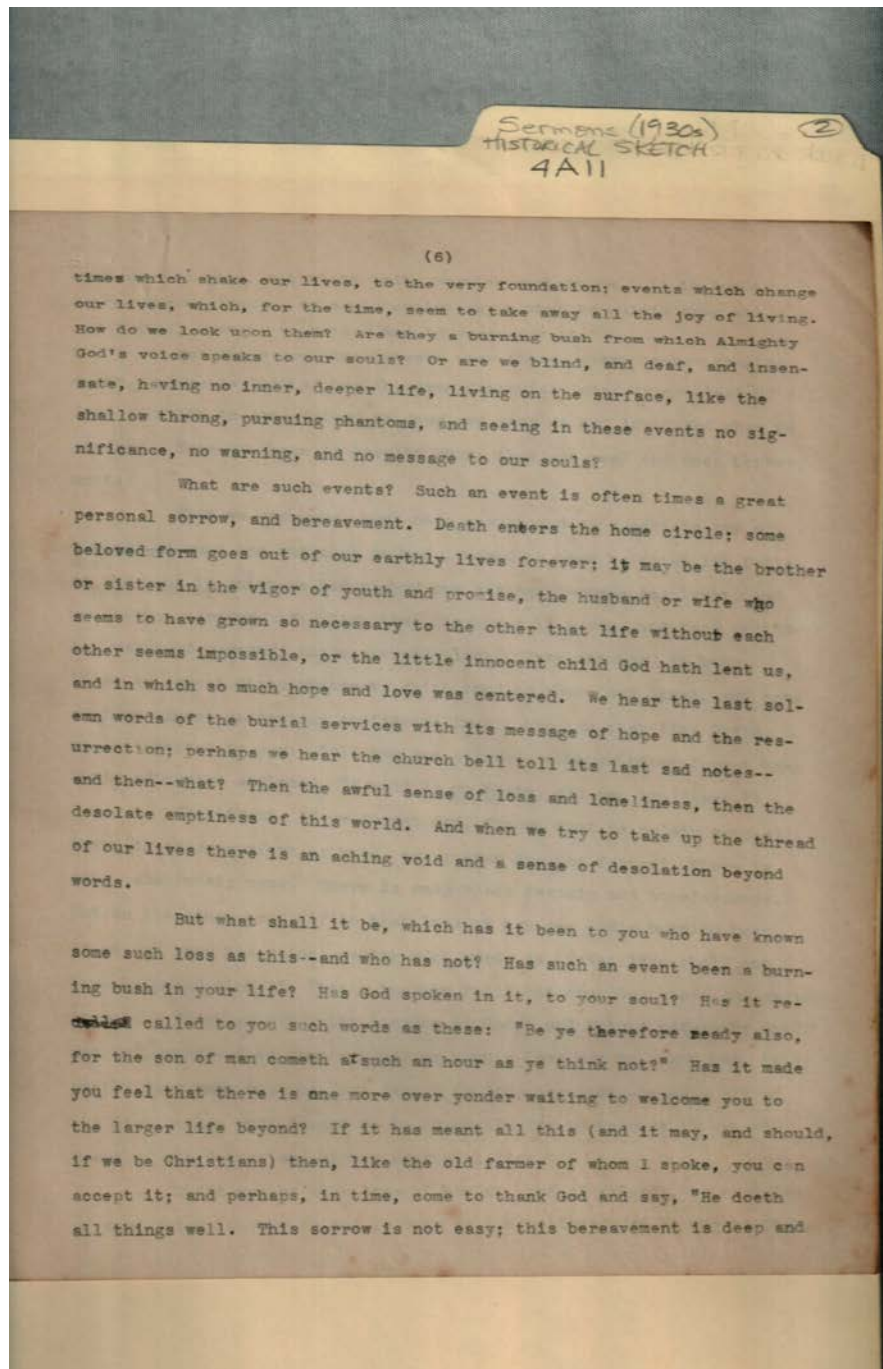 Sermons (1930s)
②
HISTORICAL SKETCH
4A11
(6)
times which shake our lives, to the very foundation; events which change
our lives, which, for the time, seem to take away all the joy of living.
How do we look upon them? Are they a burning bush from which Almighty
God's voice speaks to our souls? Or are we blind, and deaf, and insen-
sate, having no inner, deeper life, living on the surface, like the
shallow throng, pursuing phantoms, and seeing in these events no sig-
nificance, no warning, and no message to our souls?
What are such events? Such an event is often times a great
personal sorrow, and bereavement. Death enters the home circle; some
beloved form goes out of our earthly lives forever; it may be the brother
or sister in the vigor of youth and promise, the husband or wife who
seems to have grown so necessary to the other that life without each
other seems impossible, or the little innocent child God hath lent us,
and in which so much hope and love was centered. We hear the last sol-
emn words of the burial services with its message of hope and the res-
urrection; perhaps we hear the church bell toll its last sad notes--
and then--what? Then the awful sense of loss and loneliness, then the
desolate emptiness of this world. And when we try to take up the thread
of our lives there is an aching void and a sense of desolation beyond
words.
But what shall it be, which has it been to you who have known
some such loss as this--and who has not? Has such an event been a burn-
ing bush in your life? Has God spoken in it, to your soul? Has it re-
called to you such words as these: "Be ye therefore ready also,
for the son of man cometh at such an hour as ye think not?" Has it made
you feel that there is one more over yonder waiting to welcome you to
the larger life beyond? If it has meant all this (and it may, and should,
if we be Christians) then, like the old farmer of whom I spoke, you can
accept it; and perhaps, in time, come to thank God and say, "He doeth
all things well. This sorrow is not easy; this bereavement is deep and